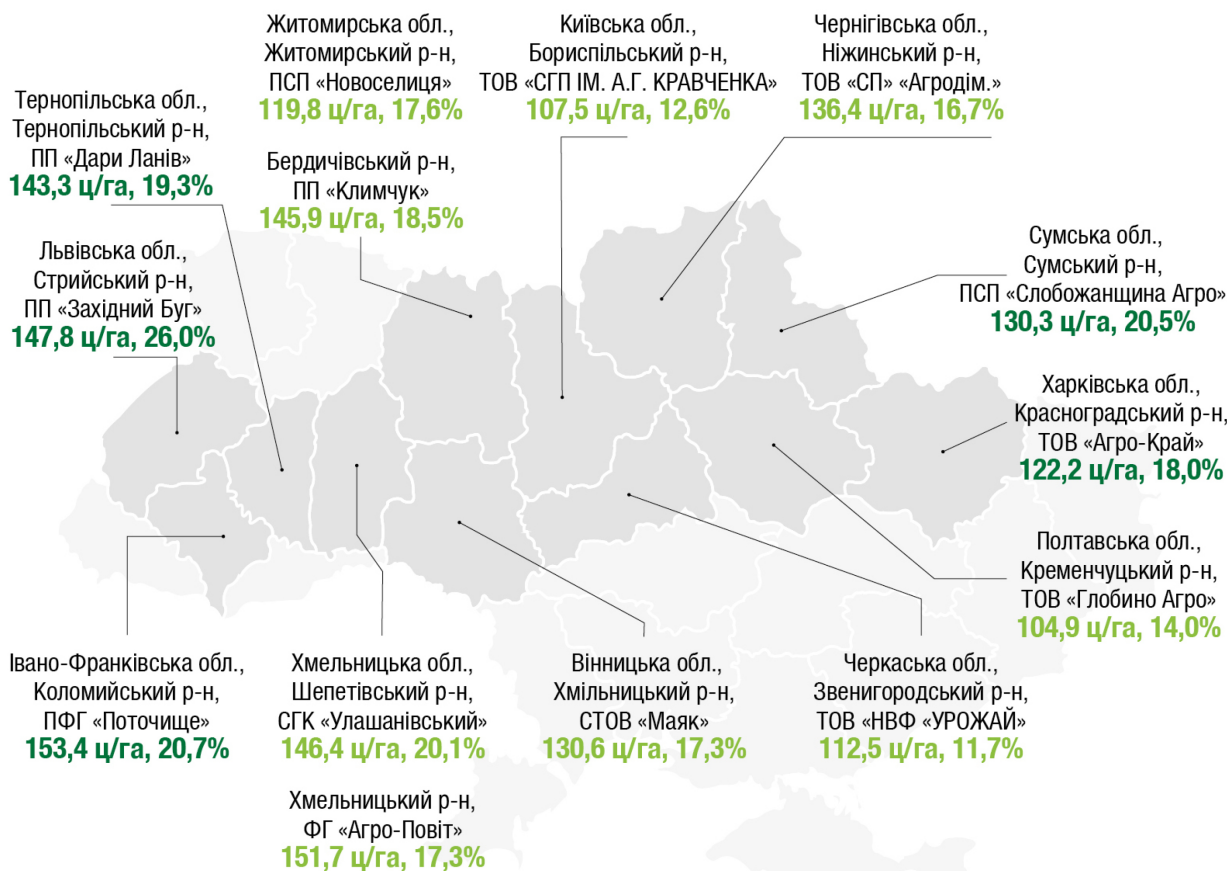 Житомирська обл.,
Житомирський р-н,
ПСП «Новоселиця»
119,8 ц/га, 17,6%
Бердичівський р-н,
ПП «Климчук»
145,9 ц/га, 18,5%
Київська обл.,
Бориспільський р-н,
ТОВ «СГП ІМ. А.Г. КРАВЧЕНКА»
107,5 ц/га, 12,6%
Чернігівська обл.,
Ніжинський р-н,
ТОВ «СП» «Агродім.»
136,4 ц/га, 16,7%
Тернопільська обл.,
Тернопільський р-н,
ПП «Дари Ланів»
143,3 ц/га, 19,3%
Львівська обл.,
Стрийський р-н,
ПП «Західний Буг»
147,8 ц/га, 26,0%
Сумська обл.,
Сумський р-н,
ПСП «Слобожанщина Агро»
130,3 ц/га, 20,5%
Харківська обл.,
Красноградський р-н,
ТОВ «Агро-Край»
122,2 ц/га, 18,0%
Полтавська обл.,
Кременчуцький р-н,
ТОВ «Глобино Агро»
104,9 ц/га, 14,0%
Івано-Франківська обл.,
Коломийський р-н,
ПФГ «Поточище»
153,4 ц/га, 20,7%
Хмельницька обл.,
Шепетівський р-н,
СГК «Улашанівський»
146,4 ц/га, 20,1%
Хмельницький р-н,
ФГ «Агро-Повіт»
151,7 ц/га, 17,3%
Вінницька обл.,
Хмільницький р-н,
СТОВ «Маяк»
130,6 ц/га, 17,3%
Черкаська обл.,
Звенигородський р-н,
ТОВ «НВФ «УРОЖАЙ»
112,5 ц/га, 11,7%